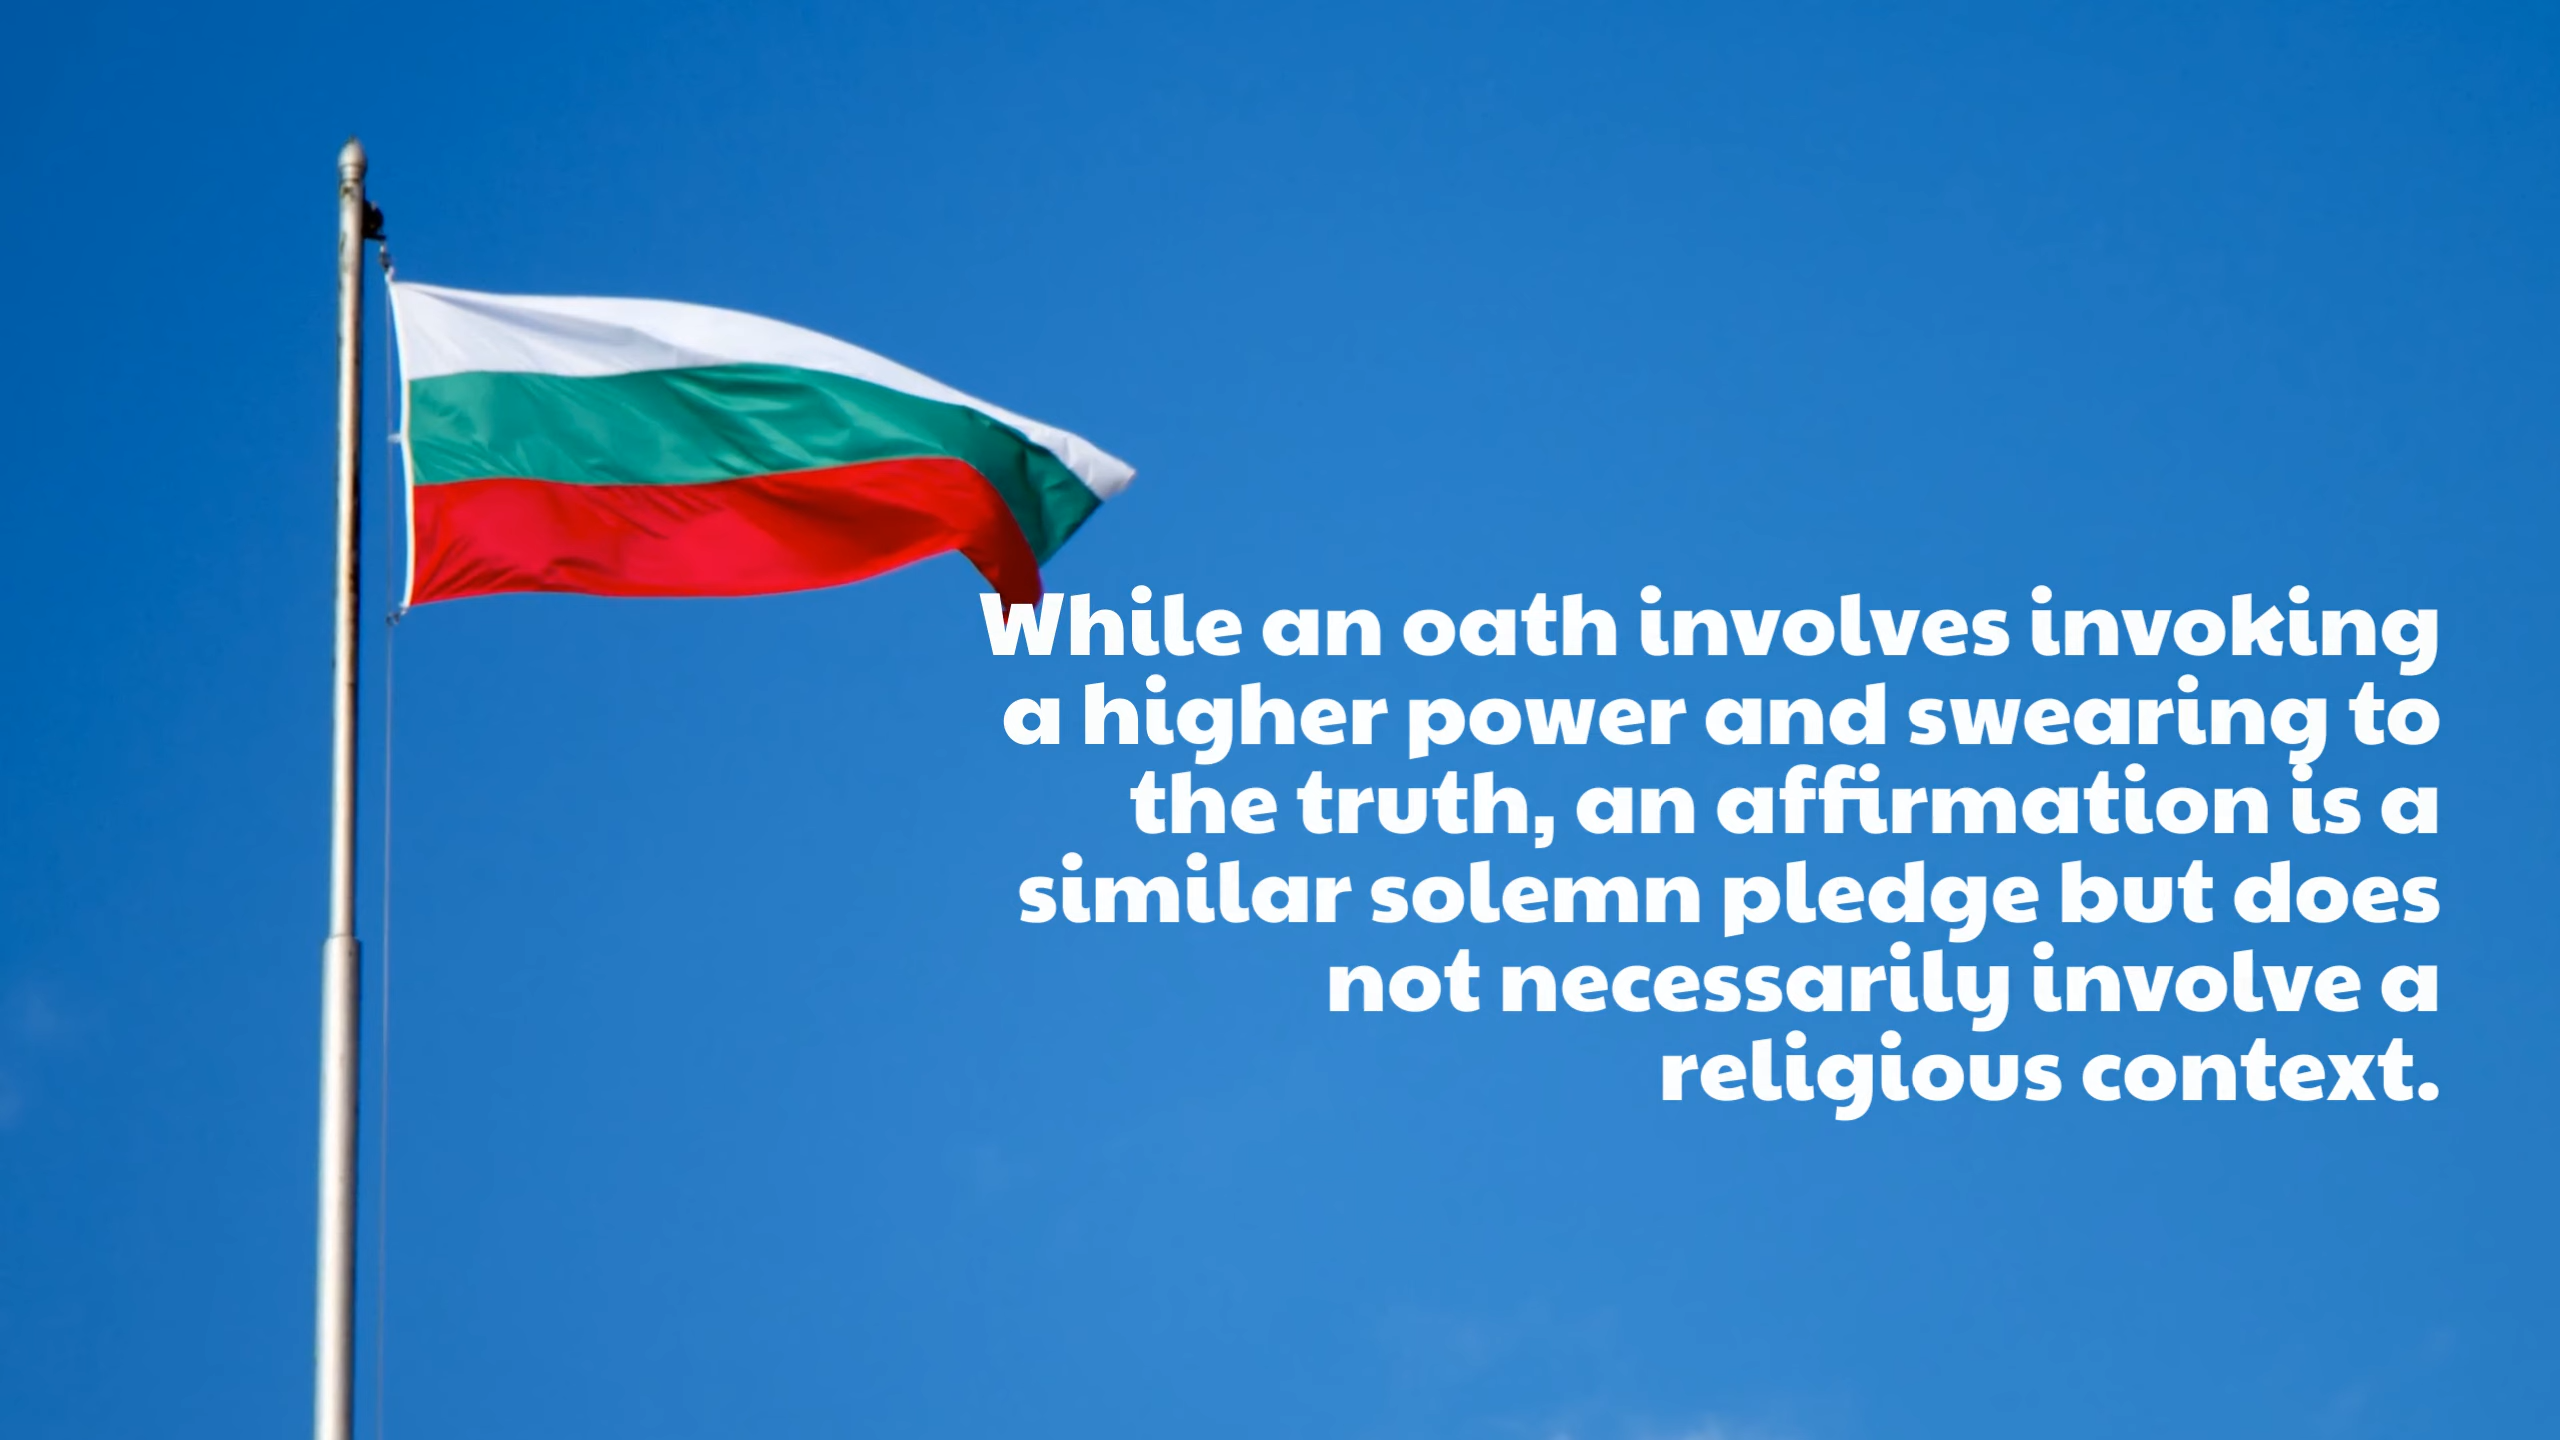 While an oath involves invoking
a higher power and swearing to
the truth, an affirmation is a
similar solemn pledge but does
not necessarily involve a
religious context.